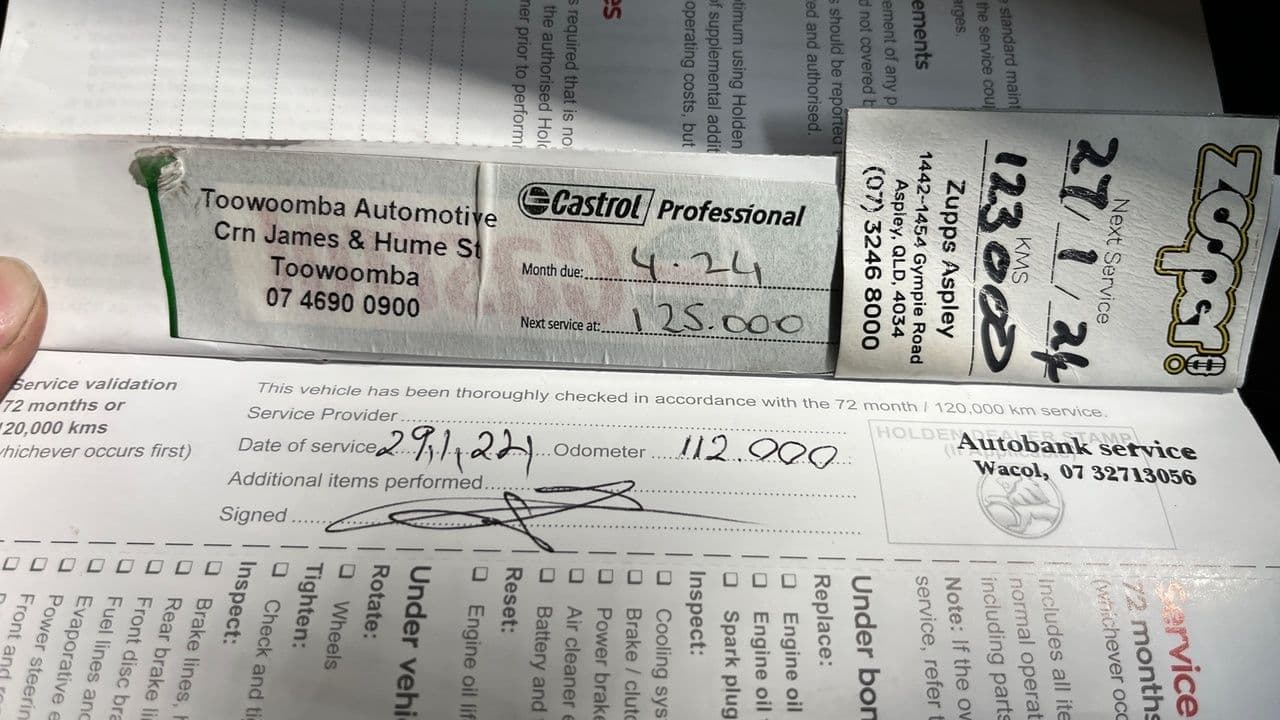 e standard maint
the service cou
arges.
ements
ement of any p
d not covered b
s should be reported
ed and authorised.
timum using Holden
of supplemental addit
operating costs, but
es
s required that is no
the authorised Hol
ner prior to perform
ZUPPS!
Next Service
27/1/24
KMS
123000
Zupps Aspley
1442-1454 Gympie Road
Aspley, QLD, 4034
(07) 3246 8000
Toowoomba Automotive
Crn James & Hume St
Toowoomba
07 4690 0900
Castrol Professional
Month due: 4.24
Next service at: 125.000
Service validation
72 months or
120,000 kms
whichever occurs first)
This vehicle has been thoroughly checked in accordance with the 72 month / 120,000 km service.
Service Provider
Date of service 29,1,22 Odometer 112.000
Additional items performed
Signed
HOLDEN DEALER STAMP
Autobank service
Wacol, 07 32713056
Service
72 months
(whichever occ
Includes all ite
normal operat
including parts
Note: If the ov
service, refer t
Under bon
Replace:
Engine oil
Engine oil
Spark plug
Inspect:
Cooling sys
Brake / clutc
Power brake
Air cleaner e
Battery and
Reset:
Engine oil lif
Under vehi
Rotate:
Wheels
Tighten:
Check and ti
Inspect:
Brake lines, h
Rear brake li
Front disc bra
Fuel lines and
Evaporative e
Power steerin
Front and re